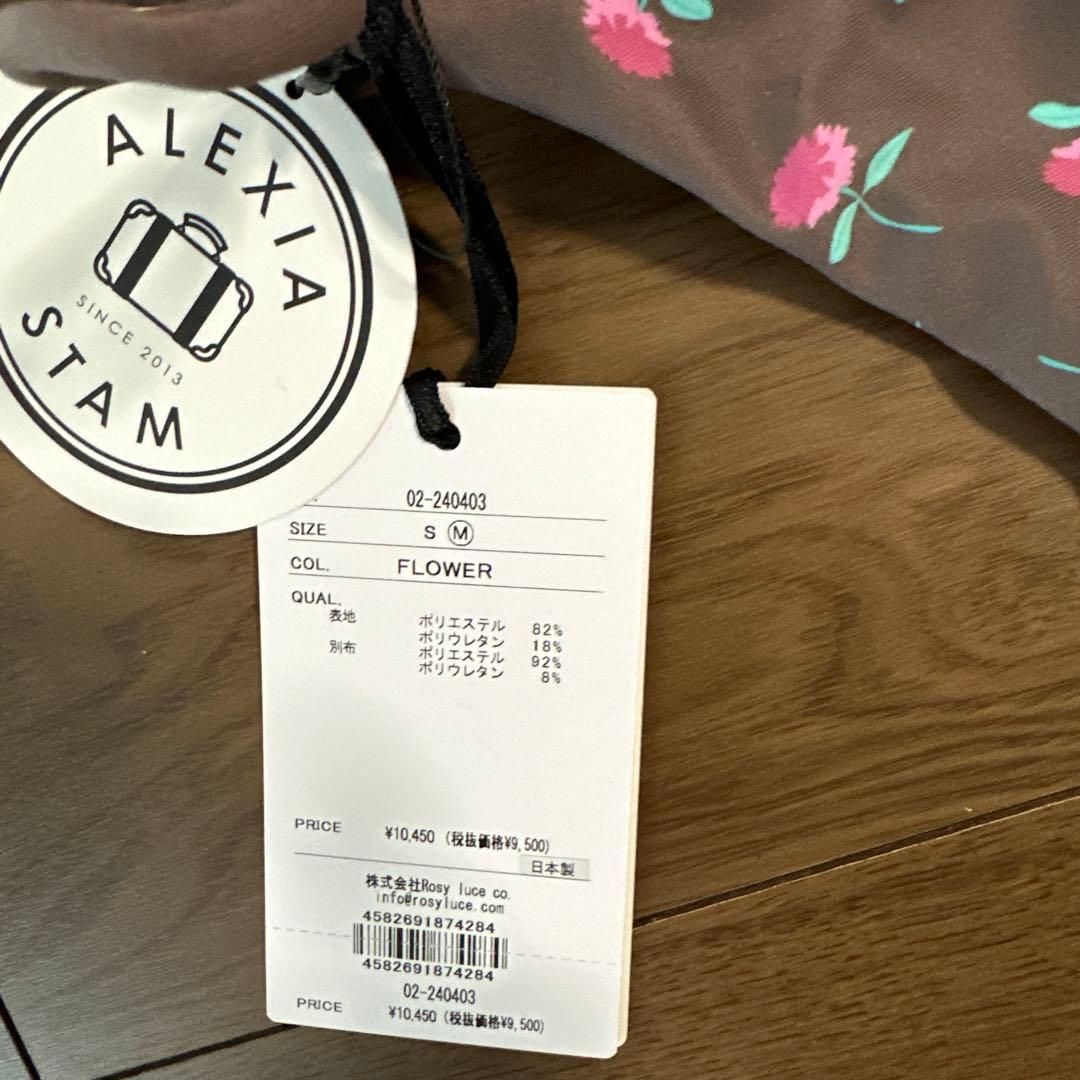 ALEXIA
SINCE 2013
STAM
02-240403
SIZE S Ⓜ
COL. FLOWER
QUAL.
表地 ポリエステル 82%
ポリウレタン 18%
別布 ポリエステル 92%
ポリウレタン 8%
PRICE ¥10,450 (税抜価格¥9,500)
日本製
株式会社Rosy luce co.
info@rosyluce.com
4582691874284
4582691874284
02-240403
PRICE ¥10,450 (税抜価格¥9,500)